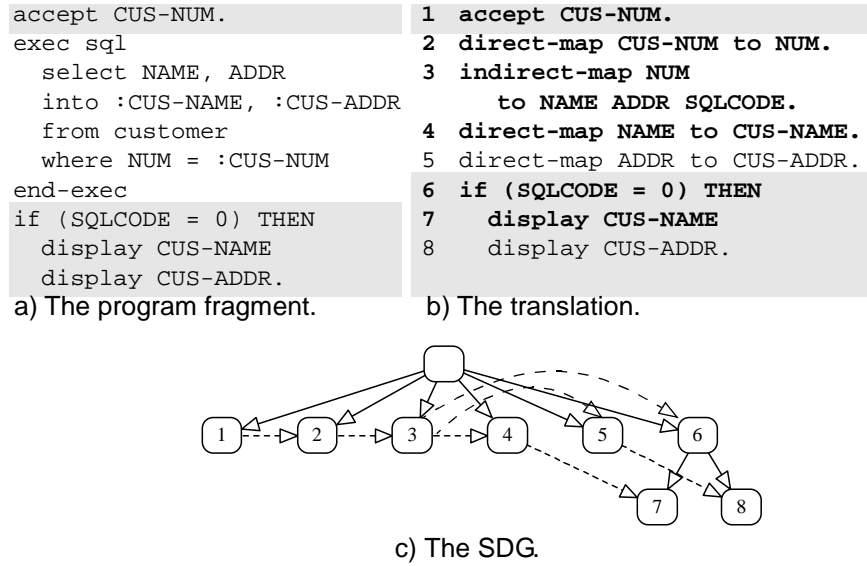 accept CUS-NUM.
exec sql
select NAME, ADDR
into :CUS-NAME, :CUS-ADDR
from customer
where NUM = :CUS-NUM
end-exec
if (SQLCODE = 0) THEN
display CUS-NAME
display CUS-ADDR.
a) The program fragment.
1 accept CUS-NUM.
2 direct-map CUS-NUM to NUM.
3 indirect-map NUM
to NAME ADDR SQLCODE.
4 direct-map NAME to CUS-NAME.
5 direct-map ADDR to CUS-ADDR.
6 if (SQLCODE = 0) THEN
7 display CUS-NAME
8 display CUS-ADDR.
b) The translation.
1 2 3 4 5 6
7 8
c) The SDG.